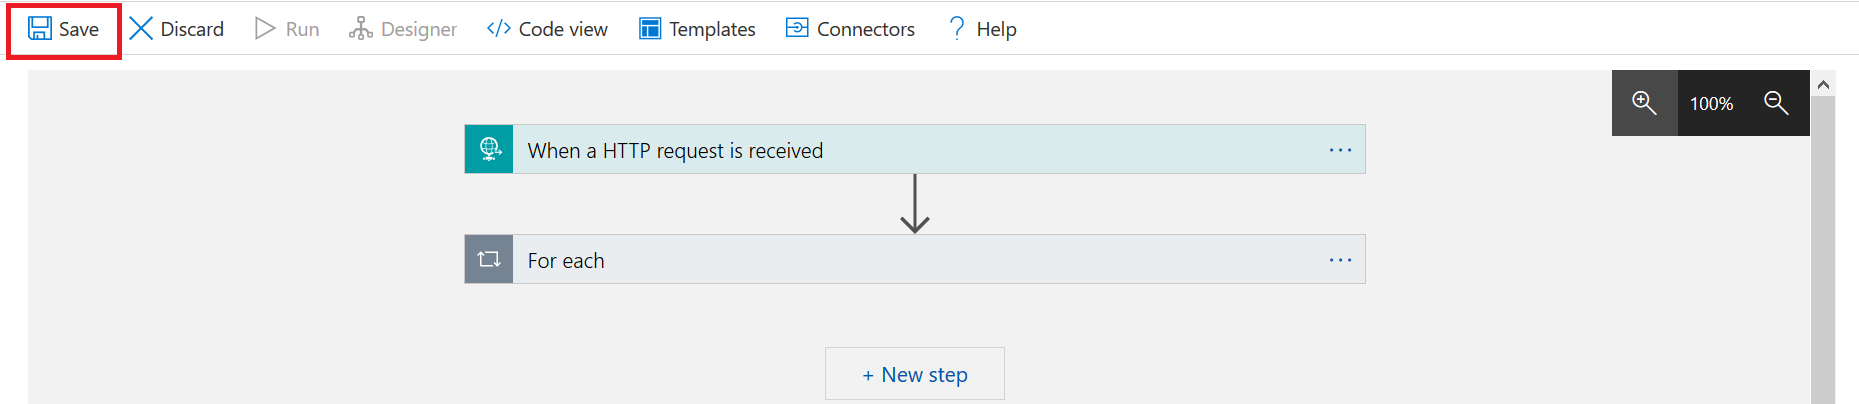 Save Discard Run Designer </> Code view Templates Connectors ? Help
100%
When a HTTP request is received ...
For each ...
+ New step